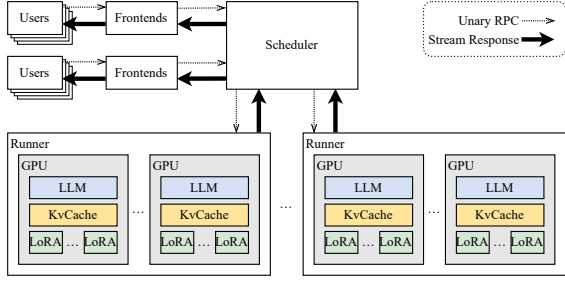 Users Frontends Scheduler Unary RPC
Stream Response
Users Frontends
Runner Runner
GPU GPU GPU GPU
LLM LLM LLM LLM
KvCache ... KvCache ... KvCache ... KvCache
LoRA ... LoRA LoRA ... LoRA LoRA ... LoRA LoRA ... LoRA